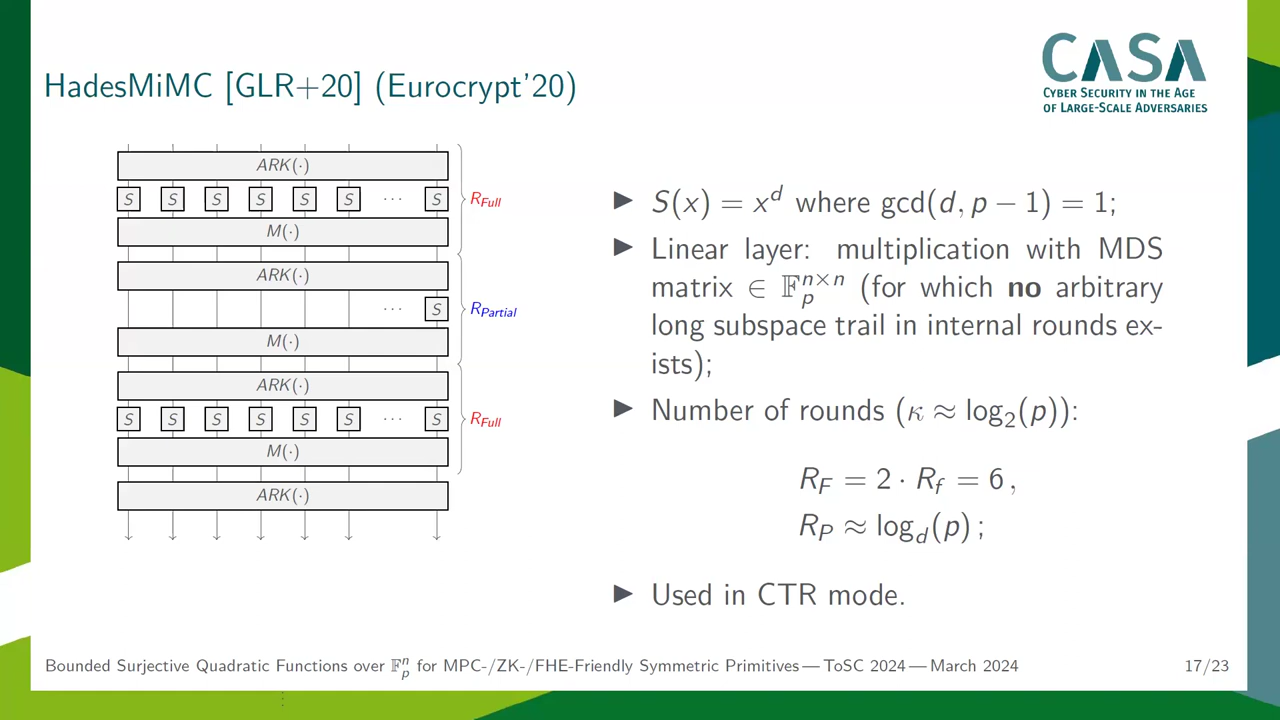 HadesMiMC [GLR+20] (Eurocrypt'20)
CASA
CYBER SECURITY IN THE AGE
OF LARGE-SCALE ADVERSARIES
ARK(·)
S S S S S S ··· S
R_Full
M(·)
ARK(·)
··· S
R_Partial
M(·)
ARK(·)
S S S S S S ··· S
R_Full
M(·)
ARK(·)
▶ S(x) = x^d where gcd(d, p − 1) = 1;
▶ Linear layer: multiplication with MDS
matrix ∈ 𝔽_p^{n×n} (for which no arbitrary
long subspace trail in internal rounds ex-
ists);
▶ Number of rounds (κ ≈ log_2(p)):
R_F = 2 · R_f = 6 ,
R_P ≈ log_d(p) ;
▶ Used in CTR mode.
Bounded Surjective Quadratic Functions over 𝔽_p^n for MPC-/ZK-/FHE-Friendly Symmetric Primitives — ToSC 2024 — March 2024
17/23